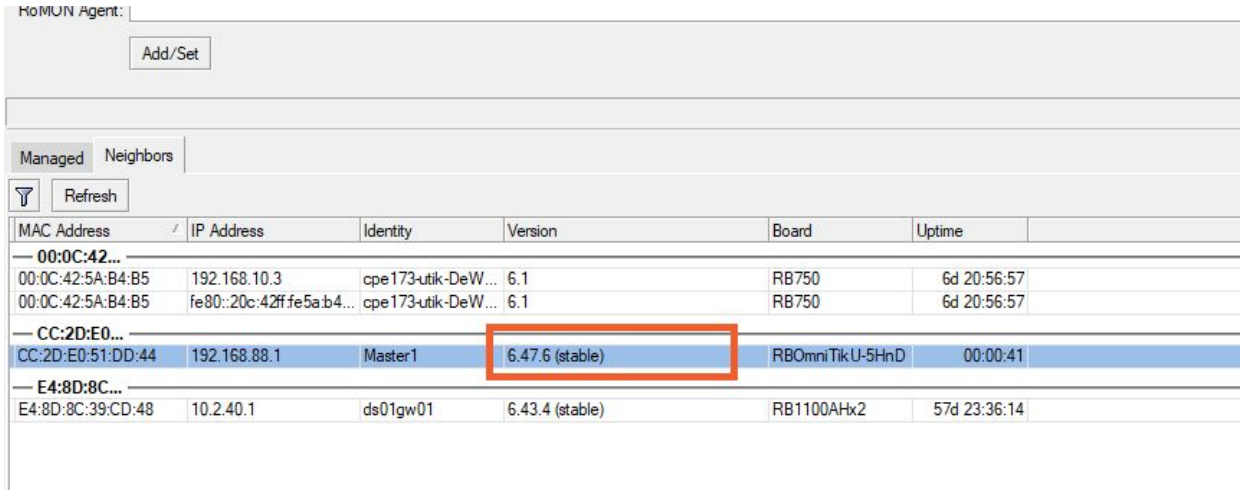 RoMON Agent:
Add/Set
Managed Neighbors
Refresh
MAC Address / IP Address Identity Version Board Uptime
00:0C:42...
00:0C:42:5A:B4:B5 192.168.10.3 cpe173-utik-DeW... 6.1 RB750 6d 20:56:57
00:0C:42:5A:B4:B5 fe80::20c:42ff:fe5a:b4... cpe173-utik-DeW... 6.1 RB750 6d 20:56:57
CC:2D:E0...
CC:2D:E0:51:DD:44 192.168.88.1 Master1 6.47.6 (stable) RBOmniTikU-5HnD 00:00:41
E4:8D:8C...
E4:8D:8C:39:CD:48 10.2.40.1 ds01gw01 6.43.4 (stable) RB1100AHx2 57d 23:36:14